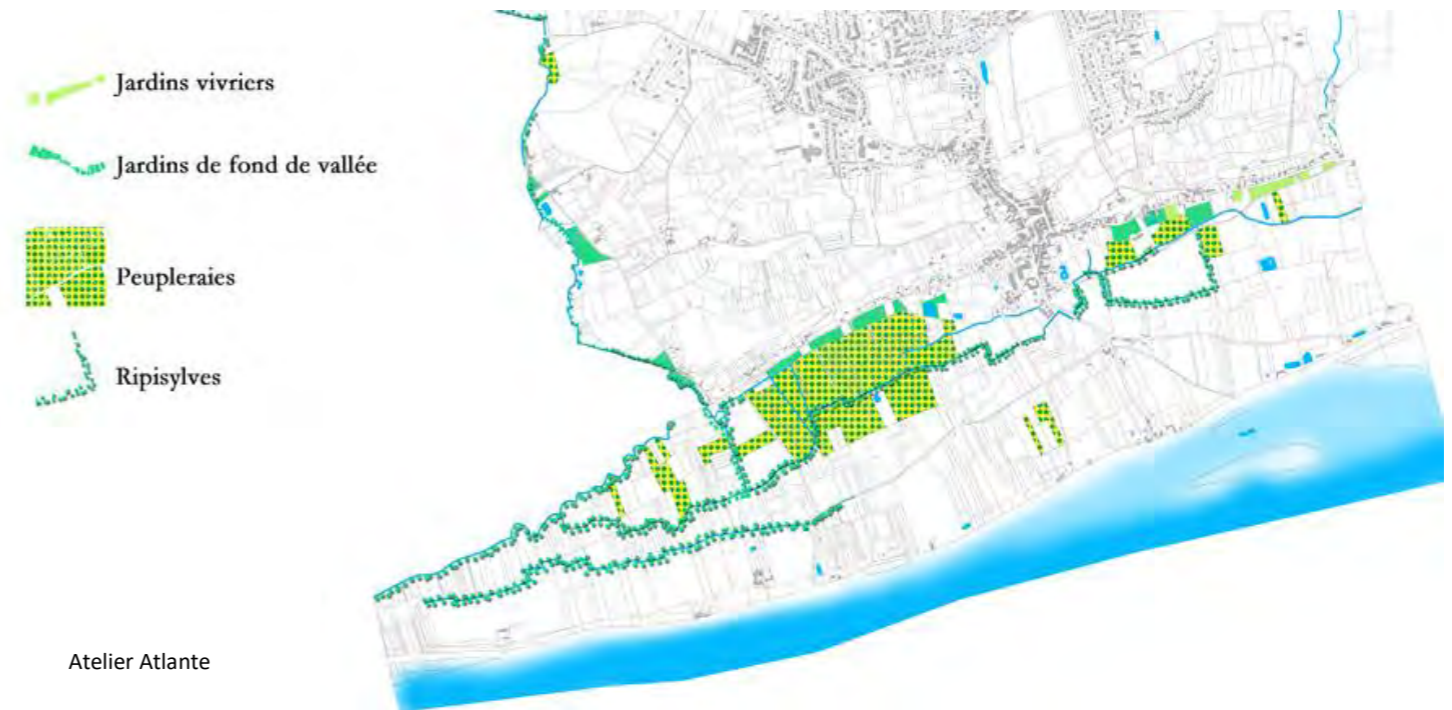 Jardins vivriers
Jardins de fond de vallée
Peupleraies
Ripisylves
Atelier Atlante